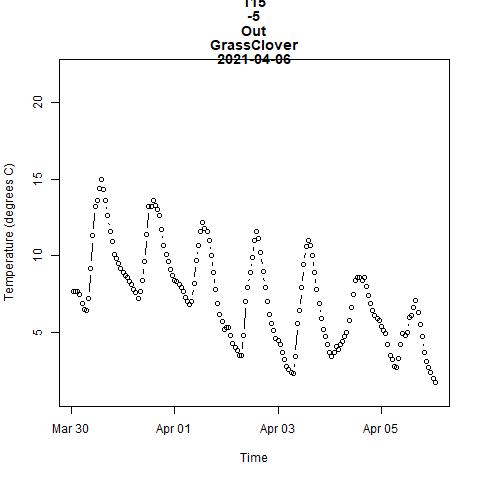 T15
-5
Out
GrassClover
2021-04-06
20
15
10
5
Temperature (degrees C)
Mar 30
Apr 01
Apr 03
Apr 05
Time